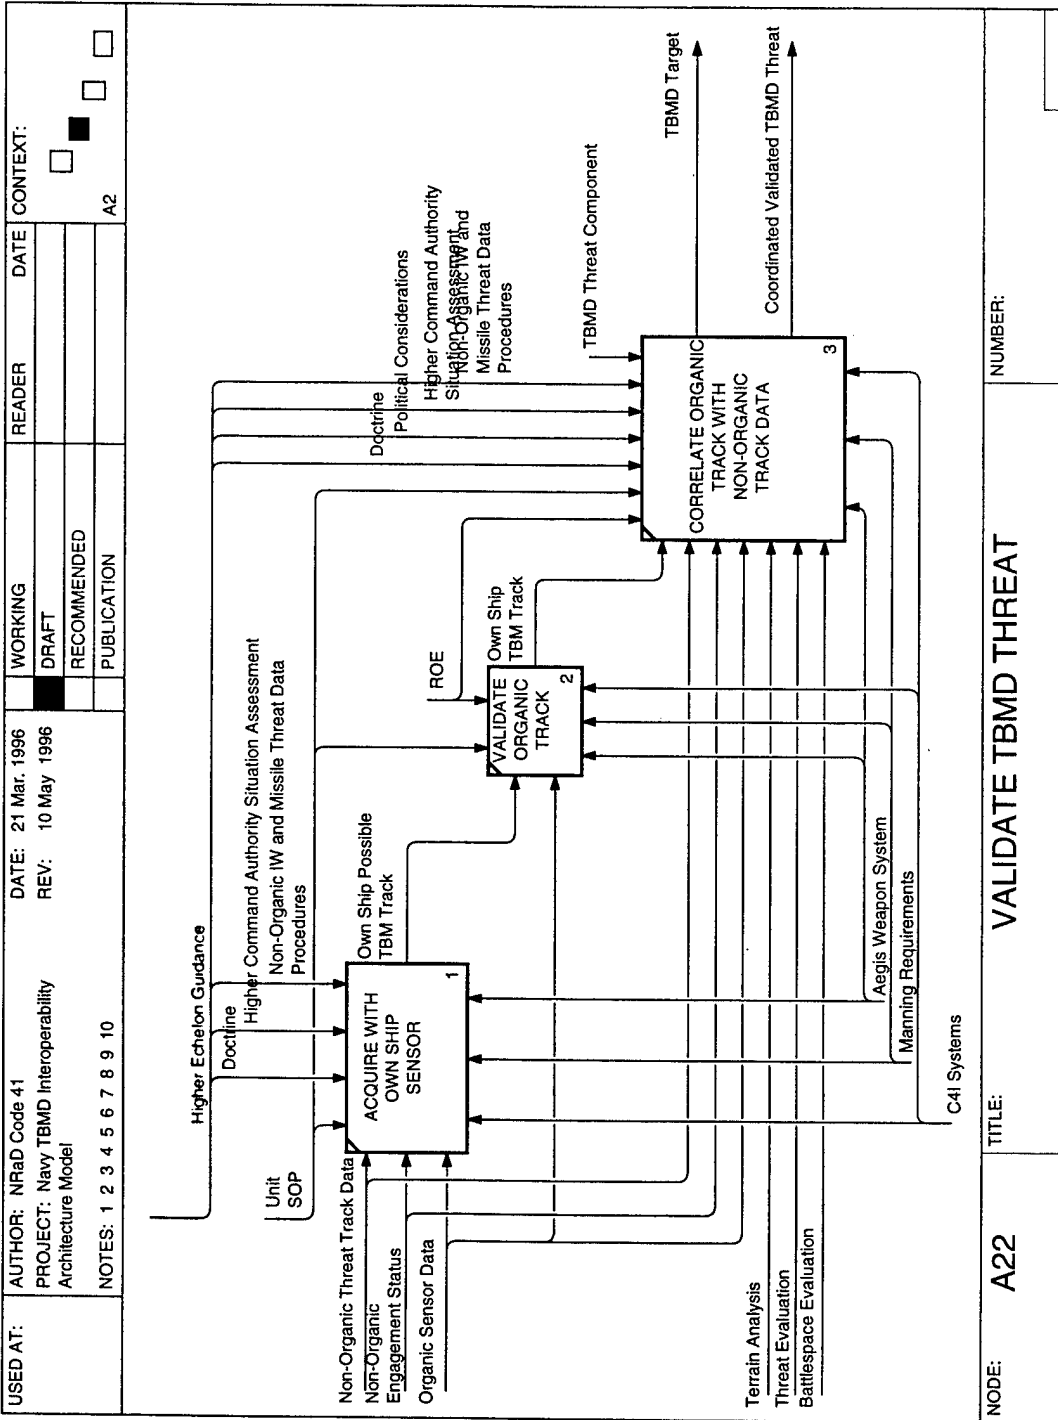 USED AT:
AUTHOR: NRaD Code 41
PROJECT: Navy TBMD Interoperability
Architecture Model
NOTES: 1 2 3 4 5 6 7 8 9 10
DATE: 21 Mar. 1996
REV: 10 May 1996
WORKING
DRAFT
RECOMMENDED
PUBLICATION
READER
DATE
CONTEXT:
A2
Higher Echelon Guidance
Doctrine
Higher Command Authority Situation Assessment
Non-Organic IW and Missile Threat Data
Procedures
Unit
SOP
Non-Organic Threat Track Data
Non-Organic
Engagement Status
Organic Sensor Data
ACQUIRE WITH
OWN SHIP
SENSOR
1
Own Ship Possible
TBM Track
ROE
VALIDATE
ORGANIC
TRACK
2
Own Ship
TBM Track
Doctrine
Political Considerations
Higher Command Authority
Situation Assessment
Non-Organic IW and
Missile Threat Data
Procedures
TBMD Threat Component
CORRELATE ORGANIC
TRACK WITH
NON-ORGANIC
TRACK DATA
3
TBMD Target
Coordinated Validated TBMD Threat
Terrain Analysis
Threat Evaluation
Battlespace Evaluation
Aegis Weapon System
Manning Requirements
C4I Systems
NODE:
A22
TITLE:
VALIDATE TBMD THREAT
NUMBER: